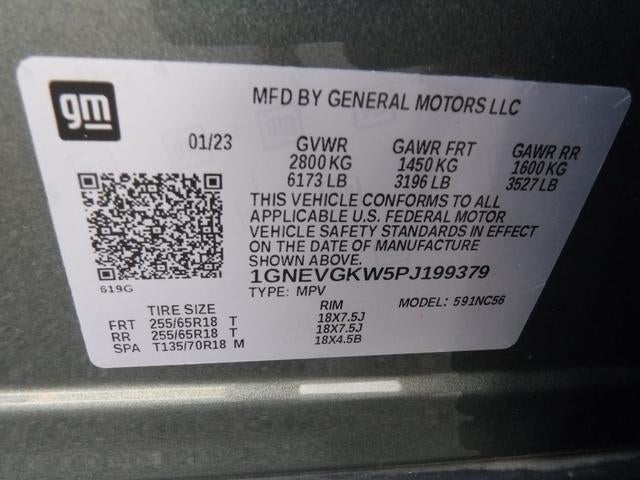 gm
MFD BY GENERAL MOTORS LLC
01/23 GVWR GAWR FRT GAWR RR
2800 KG 1450 KG 1600 KG
6173 LB 3196 LB 3527 LB
THIS VEHICLE CONFORMS TO ALL
APPLICABLE U.S. FEDERAL MOTOR
VEHICLE SAFETY STANDARDS IN EFFECT
ON THE DATE OF MANUFACTURE
SHOWN ABOVE.
619G
1GNEVGKW5PJ199379
TYPE: MPV MODEL: 591NC56
TIRE SIZE RIM
FRT 255/65R18 T 18X7.5J
RR 255/65R18 T 18X7.5J
SPA T135/70R18 M 18X4.5B